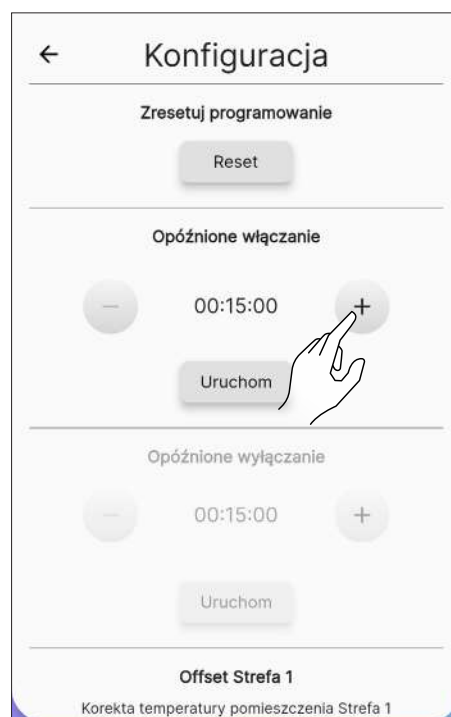 ← Konfiguracja
Zresetuj programowanie
Reset
Opóźnione włączanie
− 00:15:00 +
Uruchom
Opóźnione wyłączanie
− 00:15:00 +
Uruchom
Offset Strefa 1
Korekta temperatury pomieszczenia Strefa 1